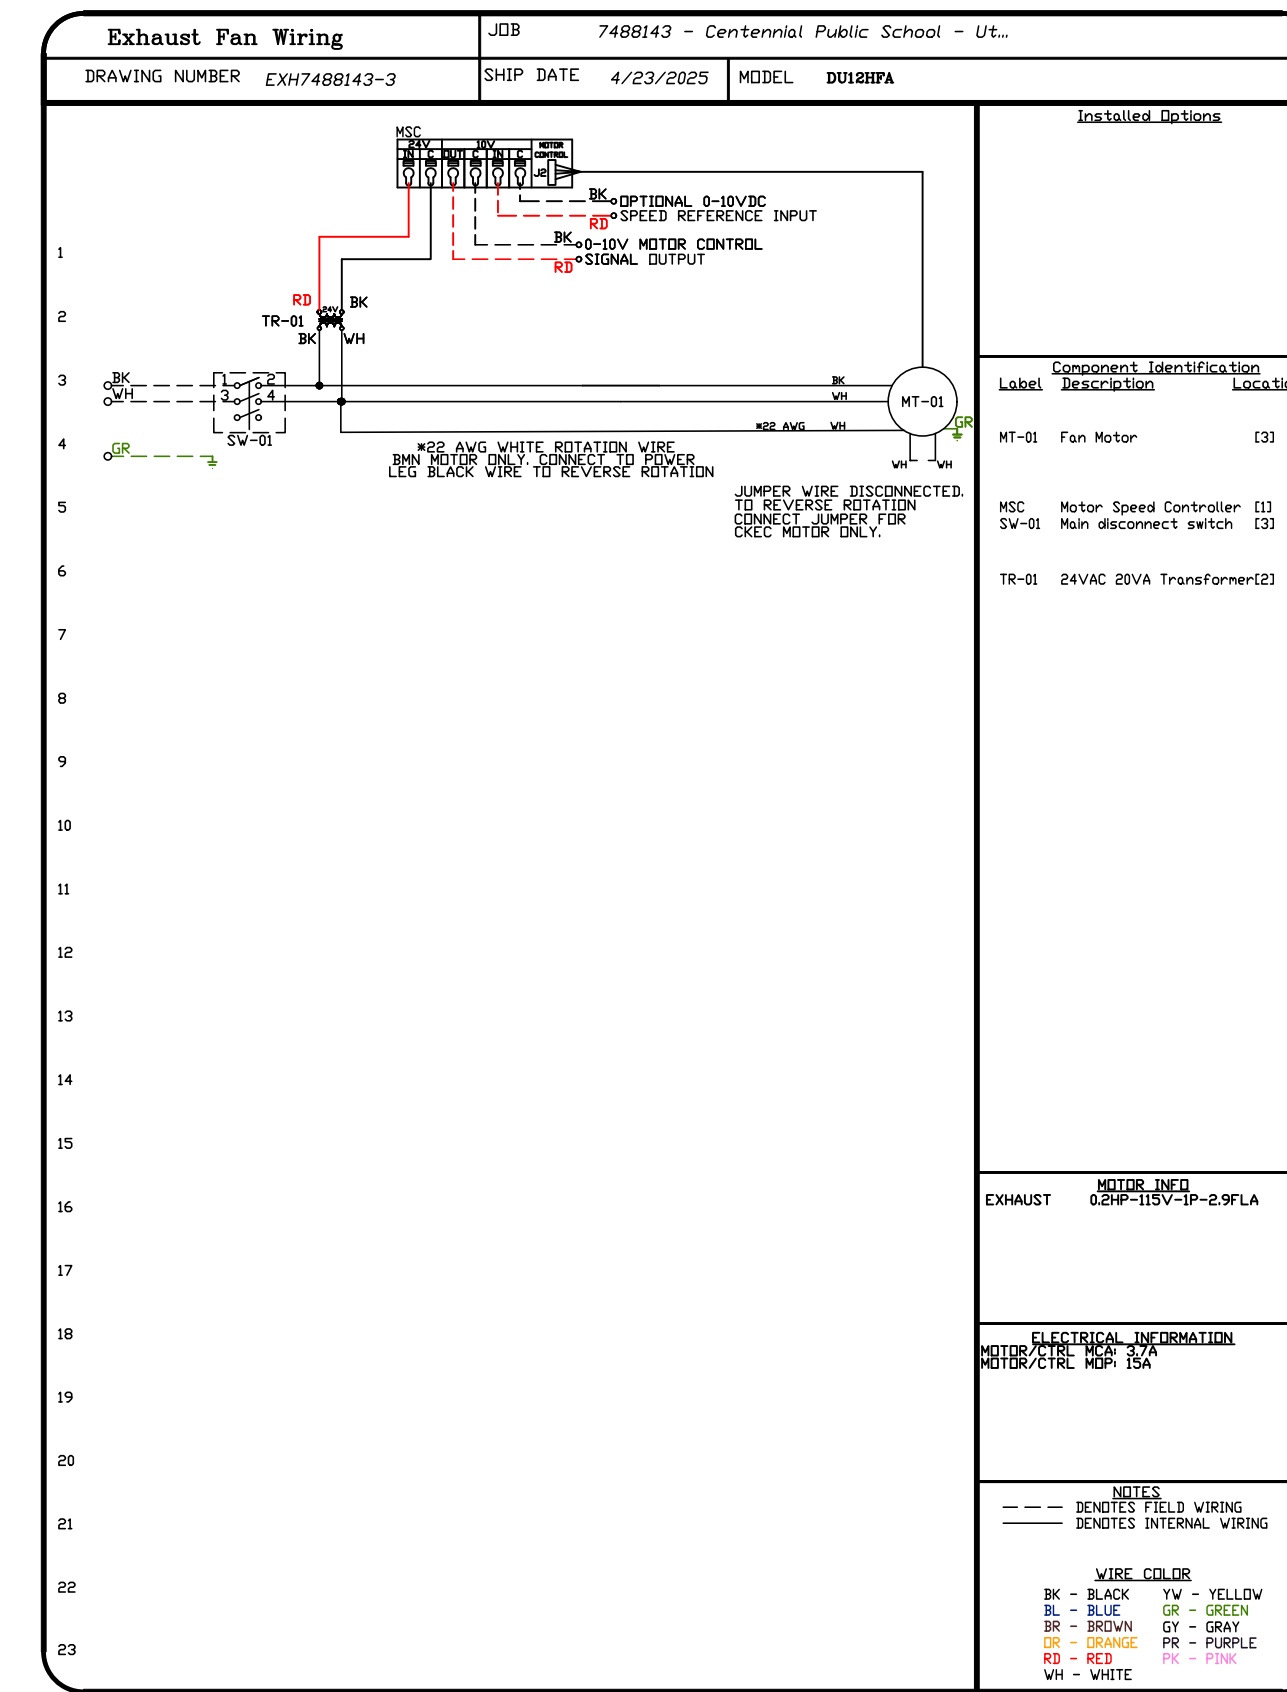 Exhaust Fan Wiring
JOB 7488143 - Centennial Public School - Ut...
DRAWING NUMBER EXH7488143-3
SHIP DATE 4/23/2025
MODEL DU12HFA
MSC
24V 10V MOTOR CONTROL
IN C OUT C IN C
J2
BK OPTIONAL 0-10VDC
RD SPEED REFERENCE INPUT
BK 0-10V MOTOR CONTROL
RD SIGNAL OUTPUT
RD 24V BK
TR-01
BK WH
BK 1 2 BK
WH 3 4 WH
MT-01
SW-01
*22 AWG WH
GR
GR
*22 AWG WHITE ROTATION WIRE
BMN MOTOR ONLY. CONNECT TO POWER
LEG BLACK WIRE TO REVERSE ROTATION
WH WH
JUMPER WIRE DISCONNECTED.
TO REVERSE ROTATION
CONNECT JUMPER FOR
CKEC MOTOR ONLY.
1
2
3
4
5
6
7
8
9
10
11
12
13
14
15
16
17
18
19
20
21
22
23
Installed Options
Component Identification
Label Description Locatio
MT-01 Fan Motor [3]
MSC Motor Speed Controller [1]
SW-01 Main disconnect switch [3]
TR-01 24VAC 20VA Transformer[2]
MOTOR INFO
EXHAUST 0.2HP-115V-1P-2.9FLA
ELECTRICAL INFORMATION
MOTOR/CTRL MCA: 3.7A
MOTOR/CTRL MOP: 15A
NOTES
DENOTES FIELD WIRING
DENOTES INTERNAL WIRING
WIRE COLOR
BK - BLACK YW - YELLOW
BL - BLUE GR - GREEN
BR - BROWN GY - GRAY
OR - ORANGE PR - PURPLE
RD - RED PK - PINK
WH - WHITE